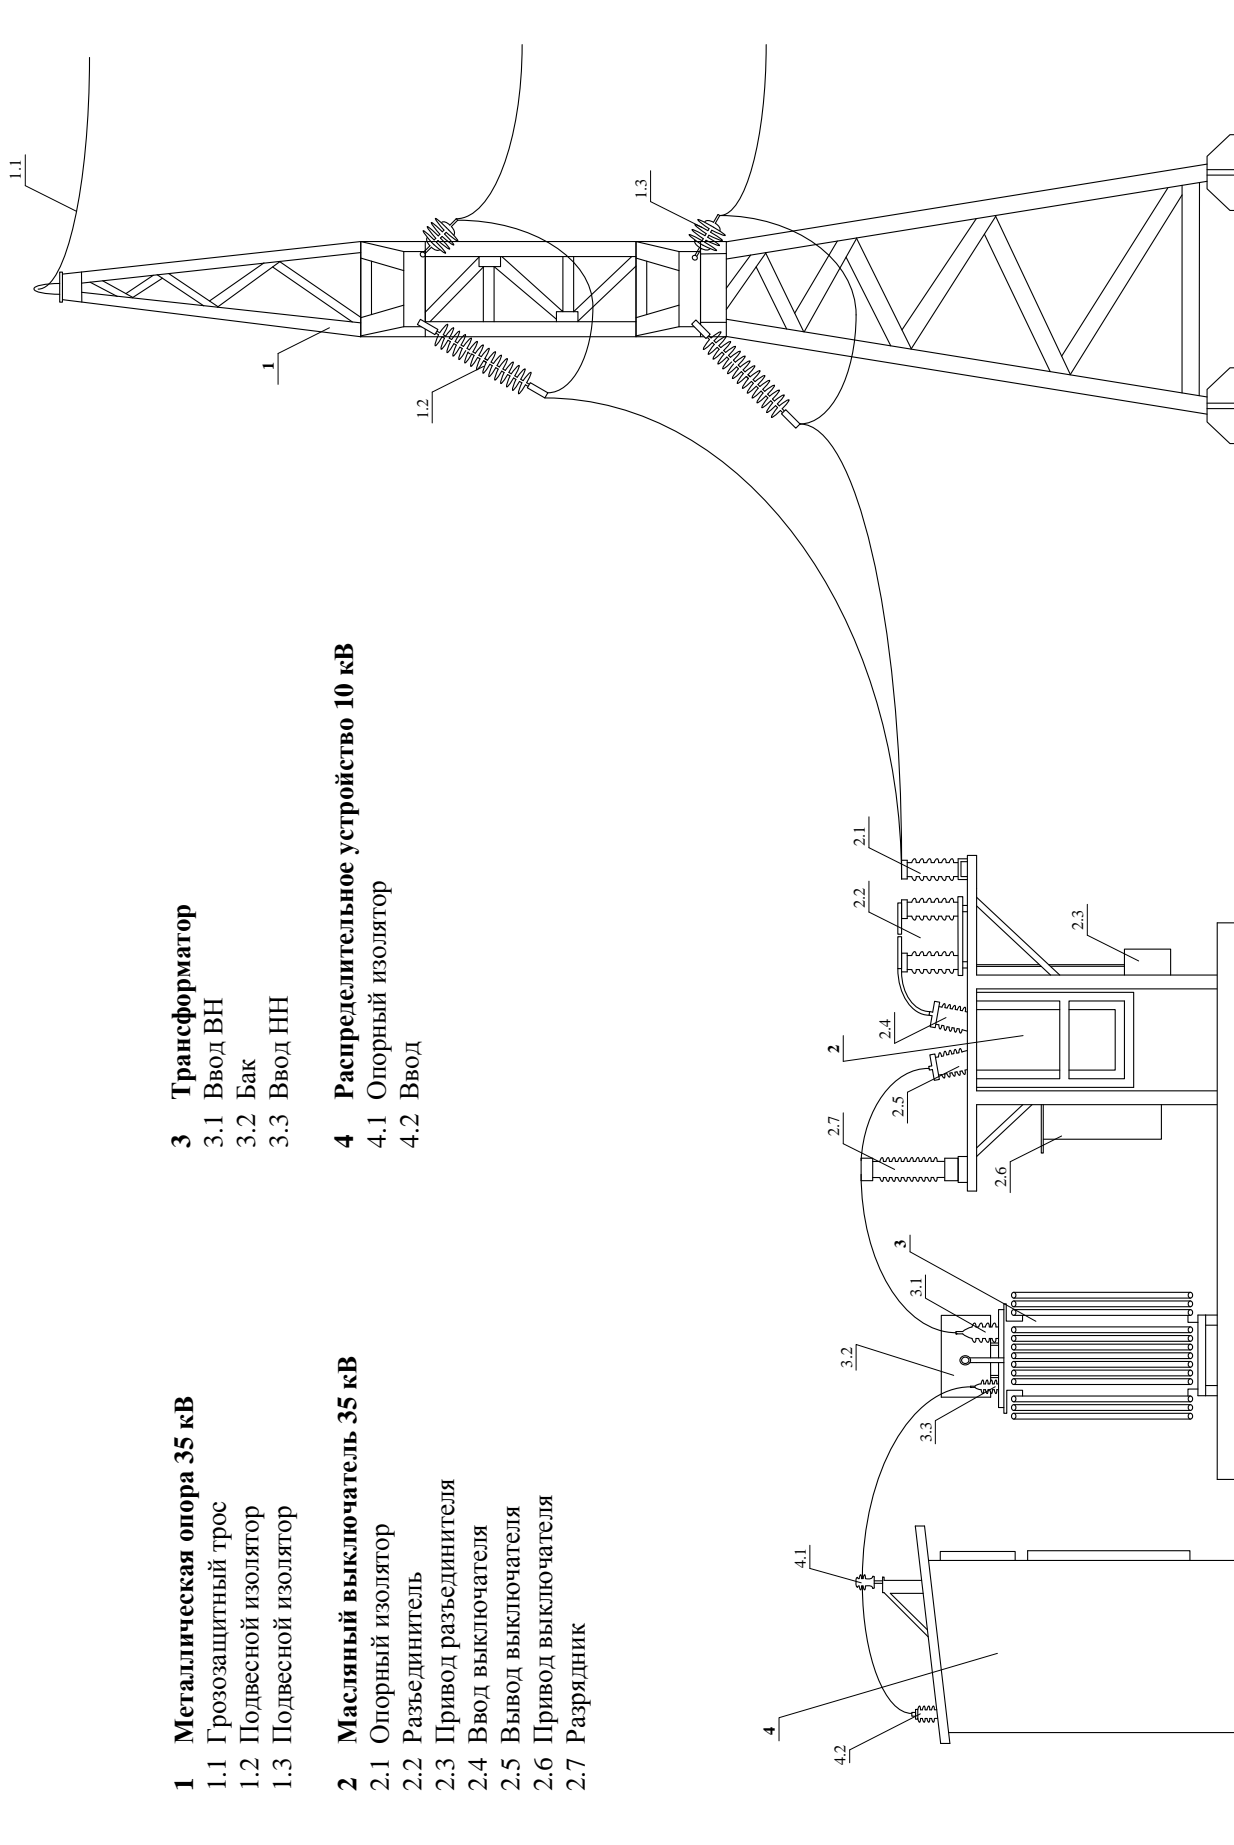 1 Металлическая опора 35 кВ
1.1 Грозозащитный трос
1.2 Подвесной изолятор
1.3 Подвесной изолятор
2 Масляный выключатель 35 кВ
2.1 Опорный изолятор
2.2 Разъединитель
2.3 Привод разъединителя
2.4 Ввод выключателя
2.5 Вывод выключателя
2.6 Привод выключателя
2.7 Разрядник
3 Трансформатор
3.1 Ввод ВН
3.2 Бак
3.3 Ввод НН
4 Распределительное устройство 10 кВ
4.1 Опорный изолятор
4.2 Ввод
4
4.2
4.1
3.3
3.2
3.1
3
2.7
2.6
2.5
2
2.4
2.2
2.3
2.1
1.2
1
1.3
1.1